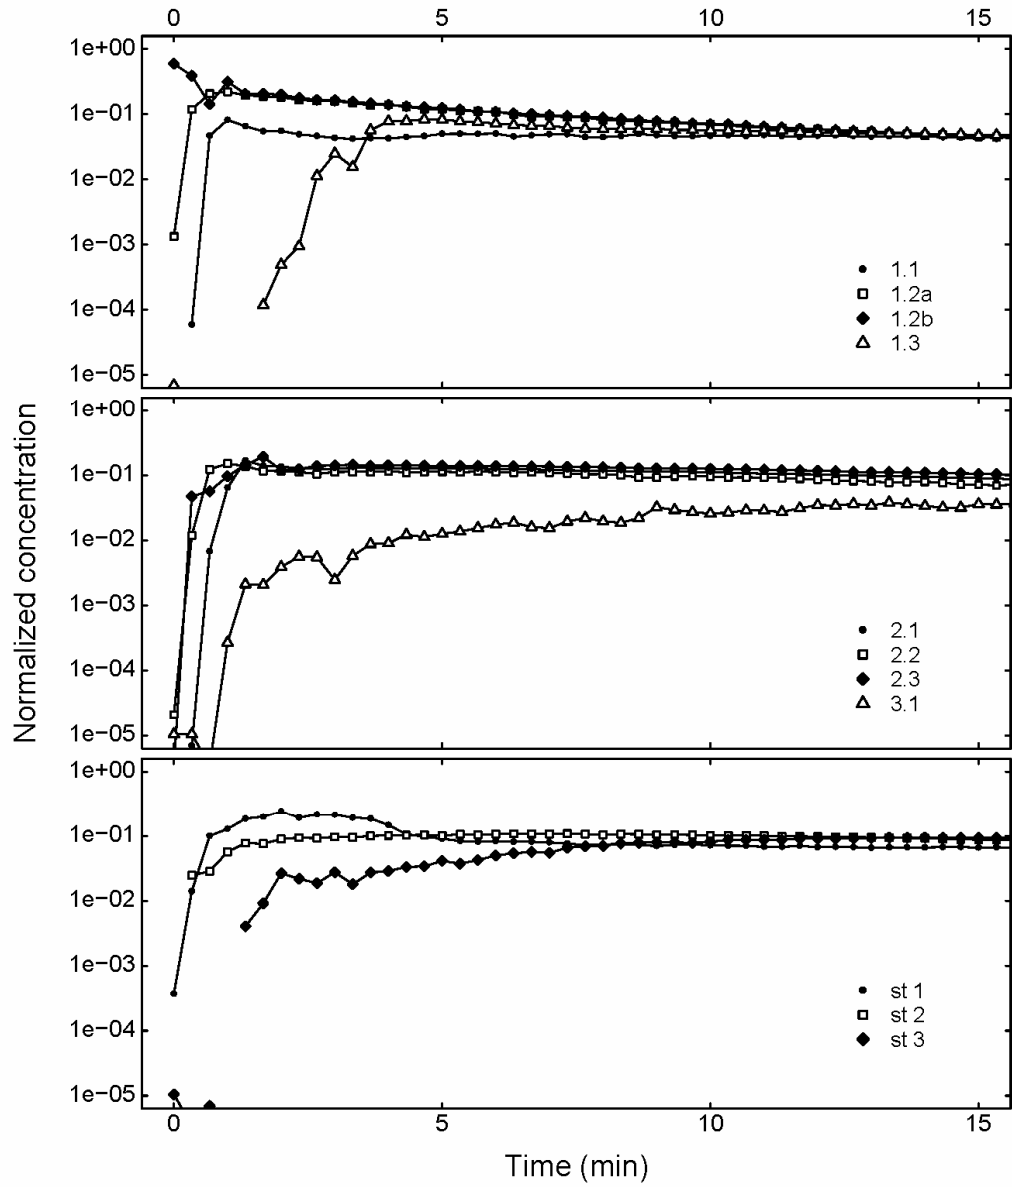 0 5 10 15
1e+00
1e−01
1e−02
1e−03
1e−04
1e−05
1.1
1.2a
1.2b
1.3
1e+00
1e−01
1e−02
1e−03
1e−04
1e−05
2.1
2.2
2.3
3.1
Normalized concentration
1e+00
1e−01
1e−02
1e−03
1e−04
1e−05
st 1
st 2
st 3
0 5 10 15
Time (min)